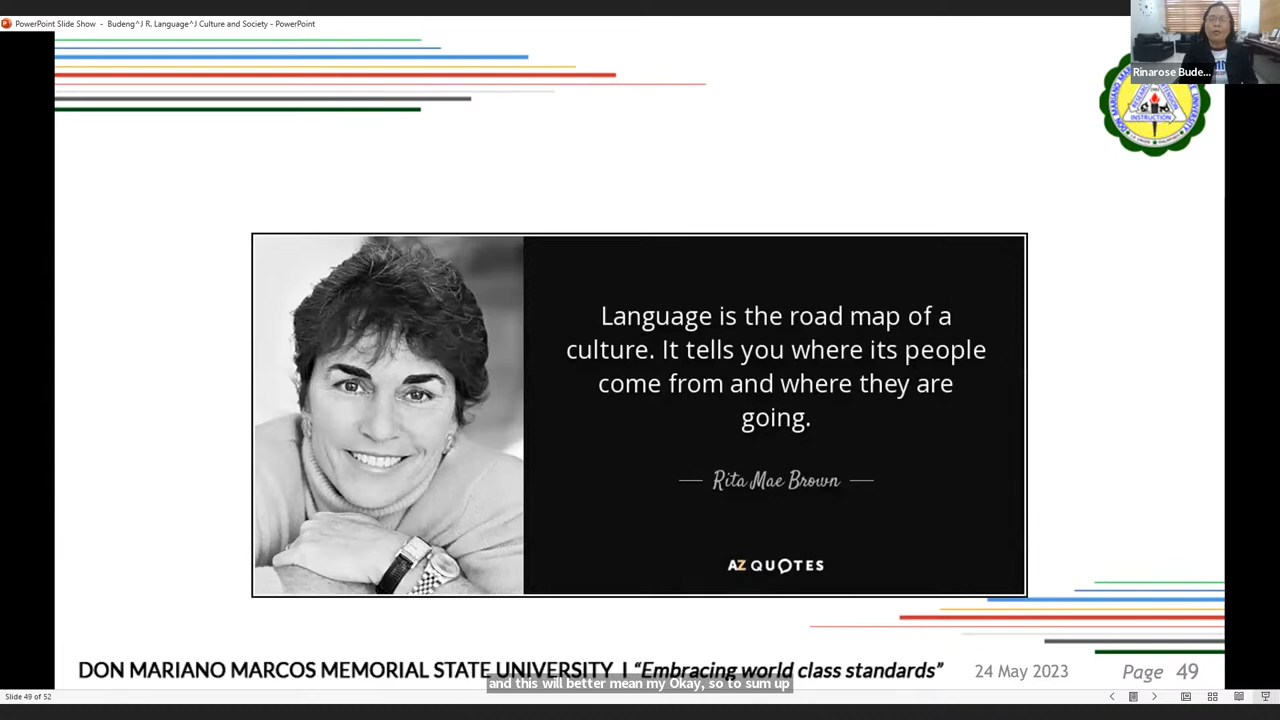 PowerPoint Slide Show - Budeng^J R. Language^J Culture and Society - PowerPoint
Rinarose Bude...
INSTRUCTION
Language is the road map of a
culture. It tells you where its people
come from and where they are
going.
Rita Mae Brown
AZ QUOTES
DON MARIANO MARCOS MEMORIAL STATE UNIVERSITY I “Embracing world class standards” 24 May 2023 Page 49
and this will better mean my Okay, so to sum up
Slide 49 of 52